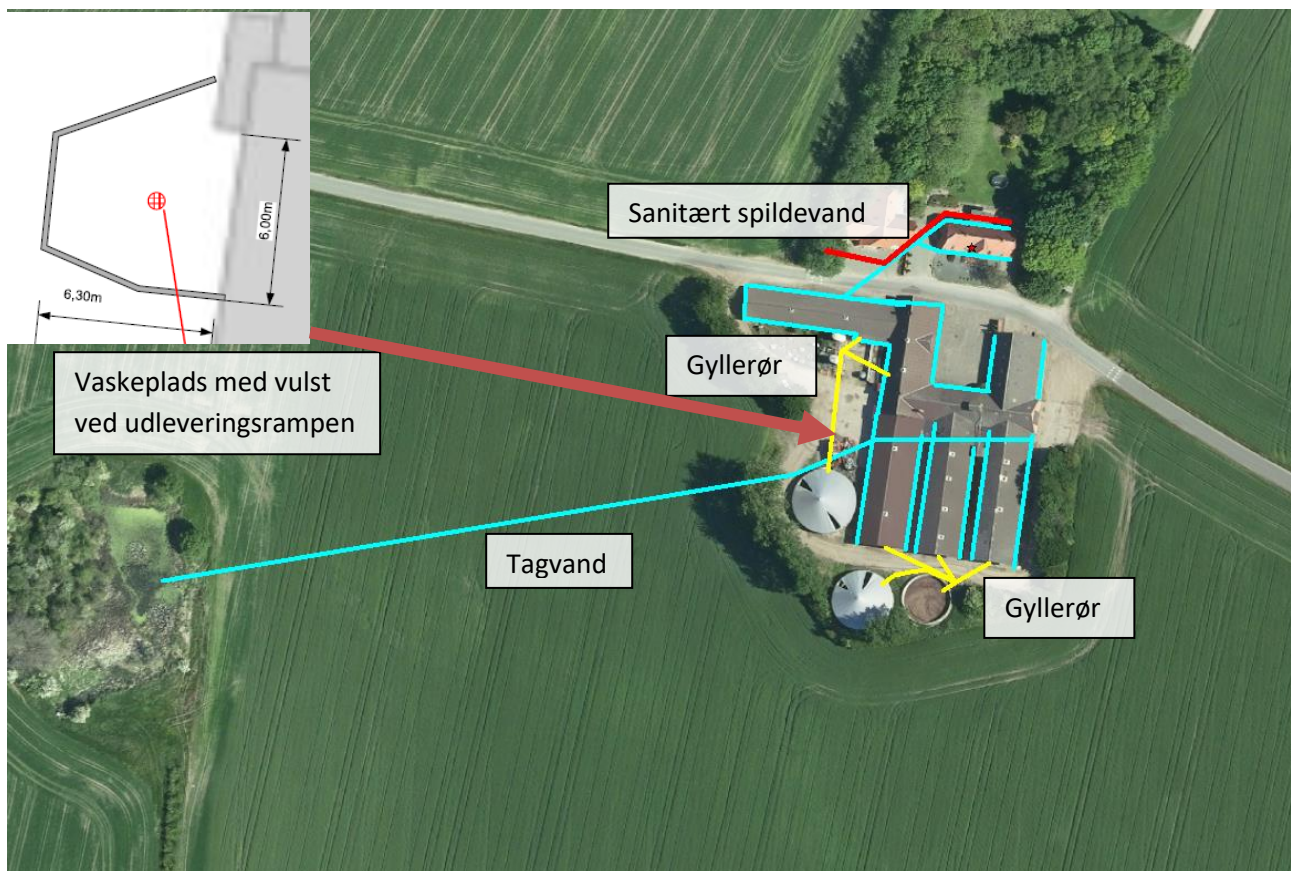 6,00m
6,30m
Vaskeplads med vulst
ved udleveringsrampen
Sanitært spildevand
Gyllerør
Tagvand
Gyllerør